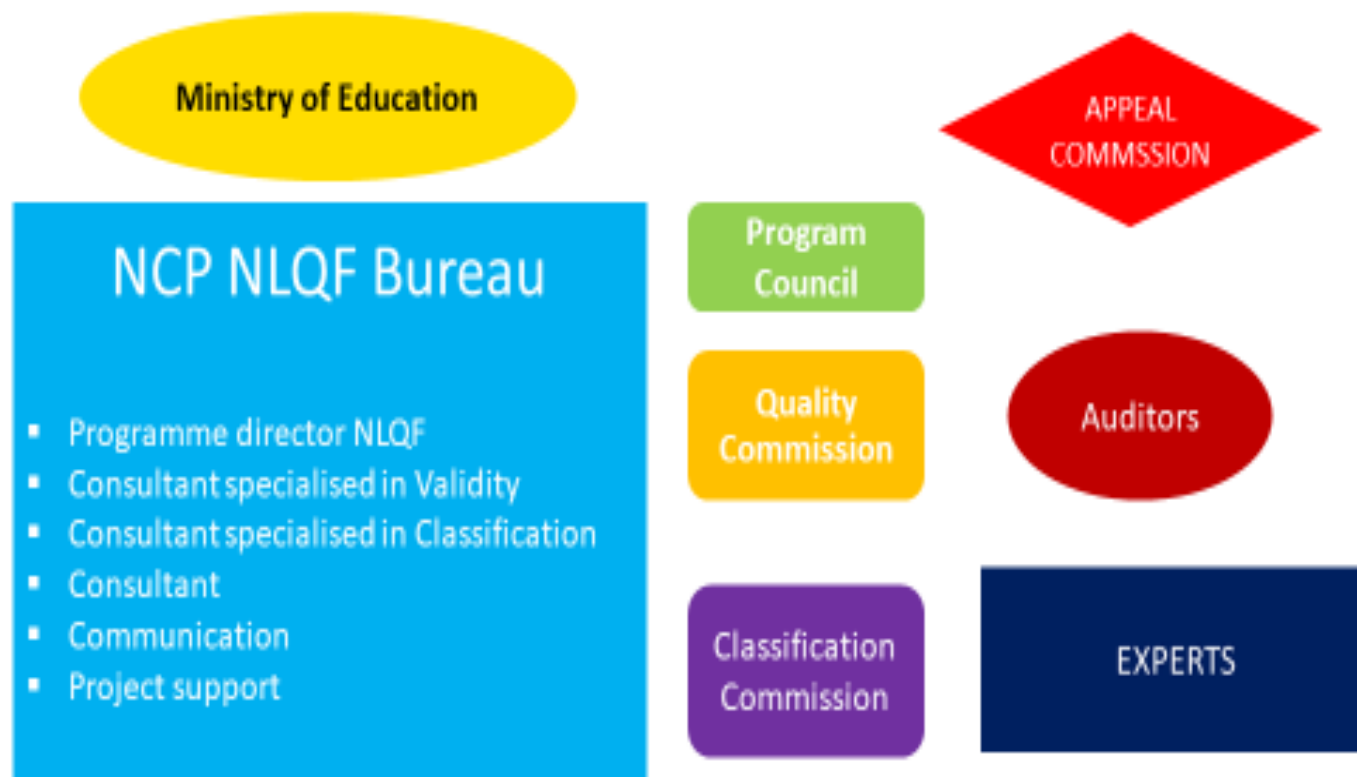 Ministry of Education
APPEAL
COMMSSION
NCP NLQF Bureau
▪ Programme director NLQF
▪ Consultant specialised in Validity
▪ Consultant specialised in Classification
▪ Consultant
▪ Communication
▪ Project support
Program
Council
Quality
Commission
Auditors
Classification
Commission
EXPERTS